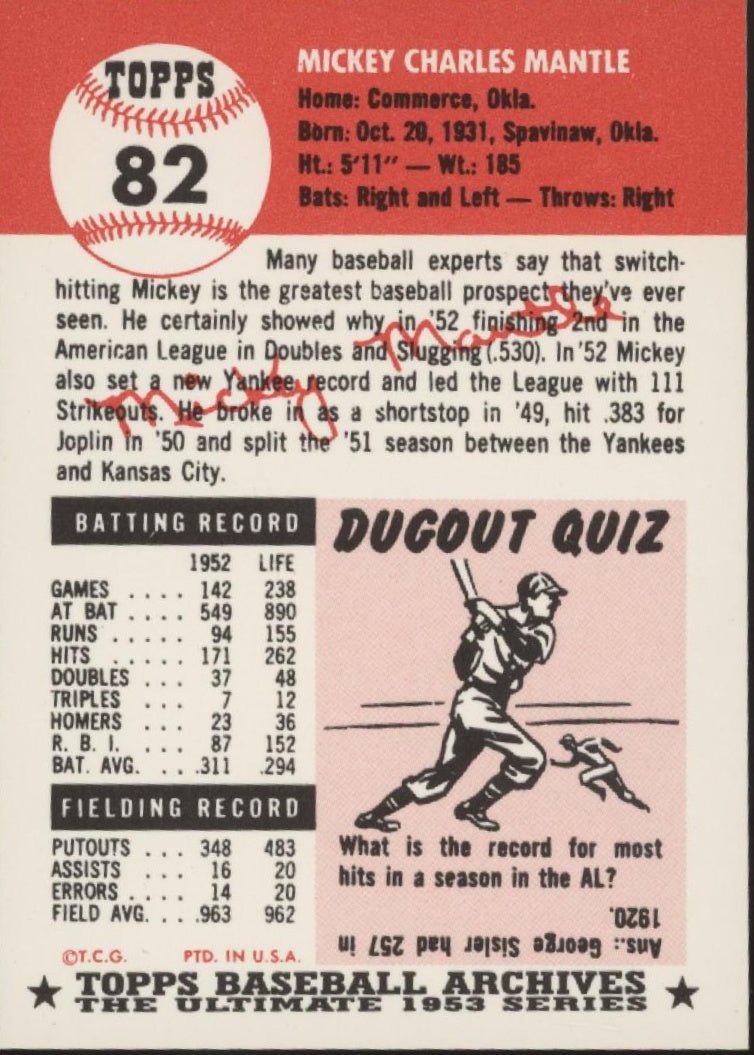 TOPPS
82
MICKEY CHARLES MANTLE
Home: Commerce, Okla.
Born: Oct. 20, 1931, Spavinaw, Okla.
Ht.: 5'11" — Wt.: 185
Bats: Right and Left — Throws: Right
Many baseball experts say that switch-
hitting Mickey is the greatest baseball prospect they've ever
seen. He certainly showed why in '52 finishing 2nd in the
American League in Doubles and Slugging (.530). In '52 Mickey
also set a new Yankee record and led the League with 111
Strikeouts. He broke in as a shortstop in '49, hit .383 for
Joplin in '50 and split the '51 season between the Yankees
and Kansas City.
Micky Mantle
BATTING RECORD
1952 LIFE
GAMES .... 142 238
AT BAT .... 549 890
RUNS ..... 94 155
HITS ..... 171 262
DOUBLES ... 37 48
TRIPLES ... 7 12
HOMERS ... 23 36
R. B. I. ... 87 152
BAT. AVG. ... .311 .294
FIELDING RECORD
PUTOUTS ... 348 483
ASSISTS ... 16 20
ERRORS .... 14 20
FIELD AVG. ... .963 962
©T.C.G. PTD. IN U.S.A.
DUGOUT QUIZ
What is the record for most
hits in a season in the AL?
Ans.: George Sisler had 257 in
1920.
TOPPS BASEBALL ARCHIVES
THE ULTIMATE 1953 SERIES